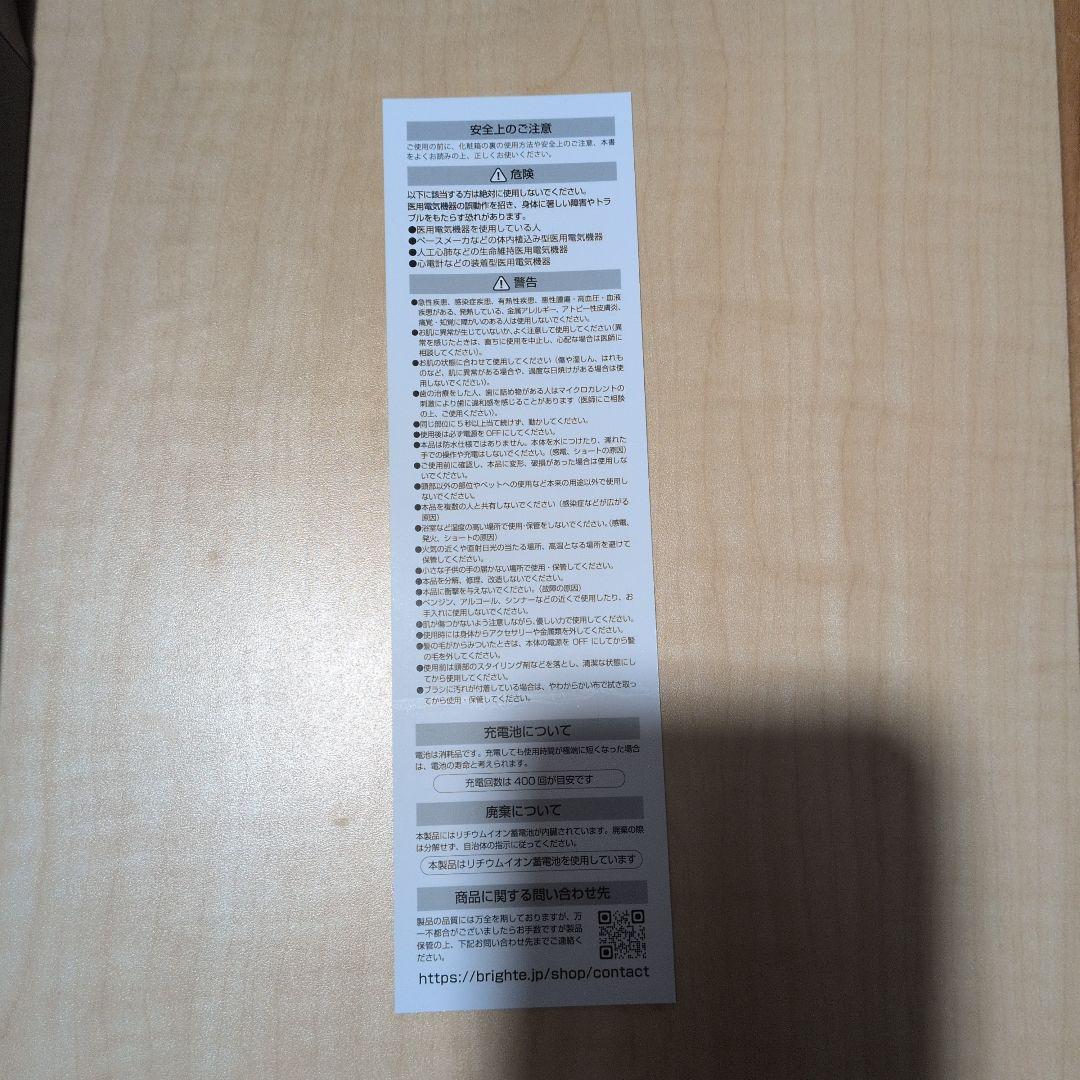 安全上のご注意
ご使用の前に、化粧箱の裏の使用方法や安全上のご注意、本書
をよくお読みの上、正しくお使いください。
危険
以下に該当する方は絶対に使用しないでください。
医用電気機器の誤動作を招き、身体に著しい障害やトラ
ブルをもたらす恐れがあります。
●医用電気機器を使用している人
●ペースメーカなどの体内植込み型医用電気機器
●人工心肺などの生命維持医用電気機器
●心電計などの装着型医用電気機器
警告
●急性疾患、感染症疾患、有熱性疾患、悪性腫瘍・高血圧・血液
疾患がある、発熱している、金属アレルギー、アトピー性皮膚炎、
痛覚・知覚に障がいのある人は使用しないでください。
●お肌に異常が生じていないか、よく注意して使用してください(異
常を感じたときは、直ちに使用を中止し、心配な場合は医師に
相談してください)。
●お肌の状態に合わせて使用してください(傷や湿しん、はれも
のなど、肌に異常がある場合や、過度な日焼けがある場合は使
用しないでください)。
●歯の治療をした人、歯に詰め物がある人はマイクロカレントの
刺激により歯に違和感を感じることがあります(医師にご相談
の上、ご使用ください)。
●同じ部位に5秒以上当て続けず、動かしてください。
●使用後は必ず電源をOFFにしてください。
●本品は防水仕様ではありません。本体を水につけたり、濡れた
手での操作や充電はしないでください。(感電、ショートの原因)
●ご使用前に確認し、本品に変形、破損があった場合は使用しな
いでください。
●頭部以外の部位やペットへの使用など本来の用途以外で使用し
ないでください。
●本品を複数の人と共有しないでください(感染症などが広がる
原因)
●浴室など湿度の高い場所で使用・保管をしないでください。(感電、
発火、ショートの原因)
●火気の近くや直射日光の当たる場所、高温となる場所を避けて
保管してください。
●小さな子供の手の届かない場所で使用・保管してください。
●本品を分解、修理、改造しないでください。
●本品に衝撃を与えないでください。(故障の原因)
●ベンジン、アルコール、シンナーなどの近くで使用したり、お
手入れに使用しないでください。
●肌が傷つかないよう注意しながら、優しい力で使用してください。
●使用時には身体からアクセサリーや金属類を外してください。
●髪の毛がからみついたときは、本体の電源を OFF にしてから髪
の毛を外してください。
●使用前は頭部のスタイリング剤などを落とし、清潔な状態にし
てから使用してください。
●ブラシに汚れが付着している場合は、やわらかい布で拭き取っ
てから使用・保管してください。
充電池について
電池は消耗品です。充電しても使用時間が極端に短くなった場合
は、電池の寿命と考えられます。
充電回数は400回が目安です
廃棄について
本製品にはリチウムイオン蓄電池が内臓されています。廃棄の際
は分解せず、自治体の指示に従ってください。
本製品はリチウムイオン蓄電池を使用しています
商品に関する問い合わせ先
製品の品質には万全を期しておりますが、万
一不都合がございましたらお手数ですが製品
保管の上、下記お問い合わせ先までご連絡く
ださい。
https://brighte.jp/shop/contact